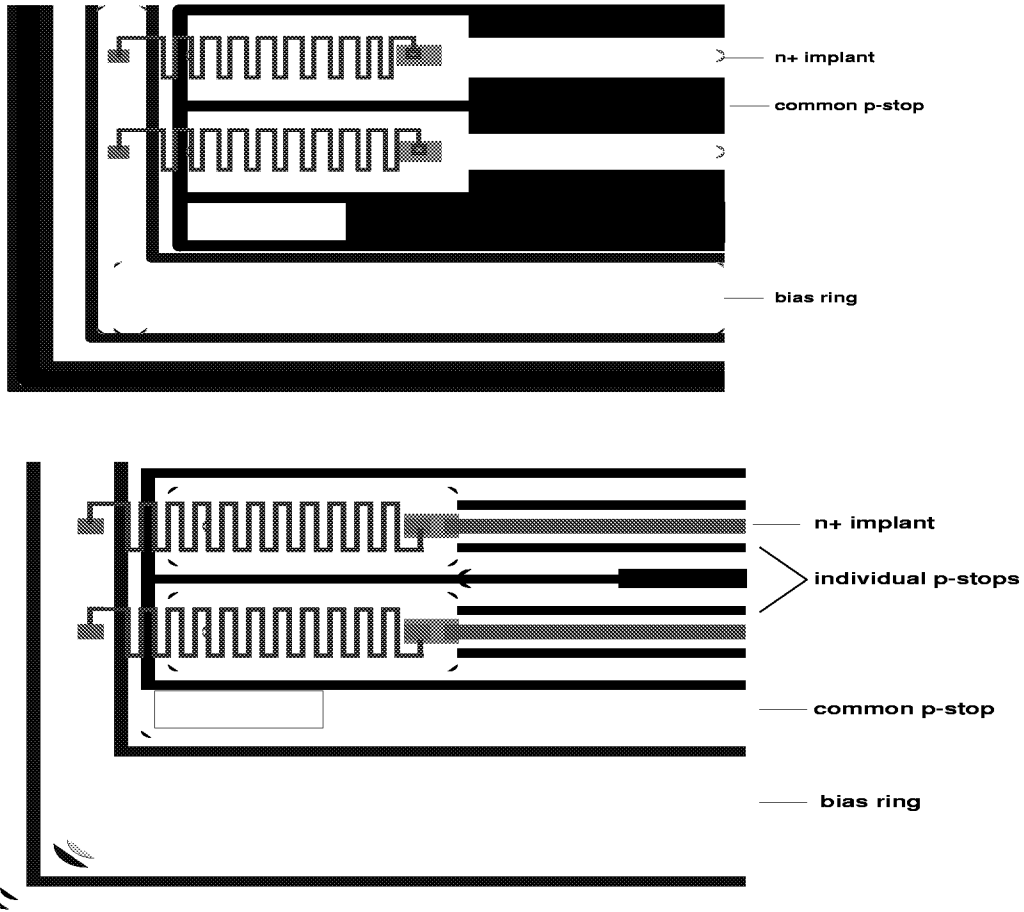 n+ implant
common p-stop
bias ring
n+ implant
individual p-stops
common p-stop
bias ring